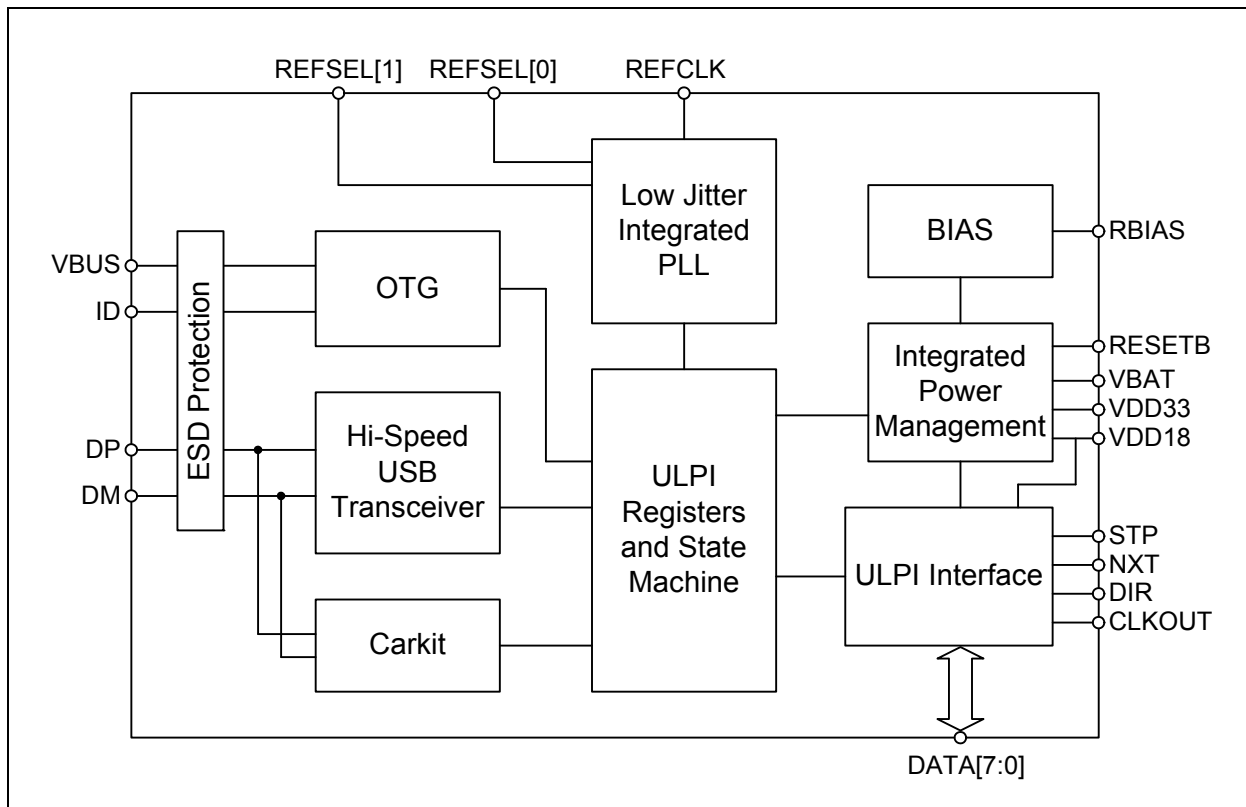 REFSEL[1]
REFSEL[0]
REFCLK
Low Jitter
Integrated
PLL
BIAS
RBIAS
VBUS
ID
ESD Protection
OTG
RESETB
VBAT
VDD33
VDD18
Integrated
Power
Management
DP
DM
Hi-Speed
USB
Transceiver
ULPI
Registers
and State
Machine
ULPI Interface
STP
NXT
DIR
CLKOUT
Carkit
DATA[7:0]